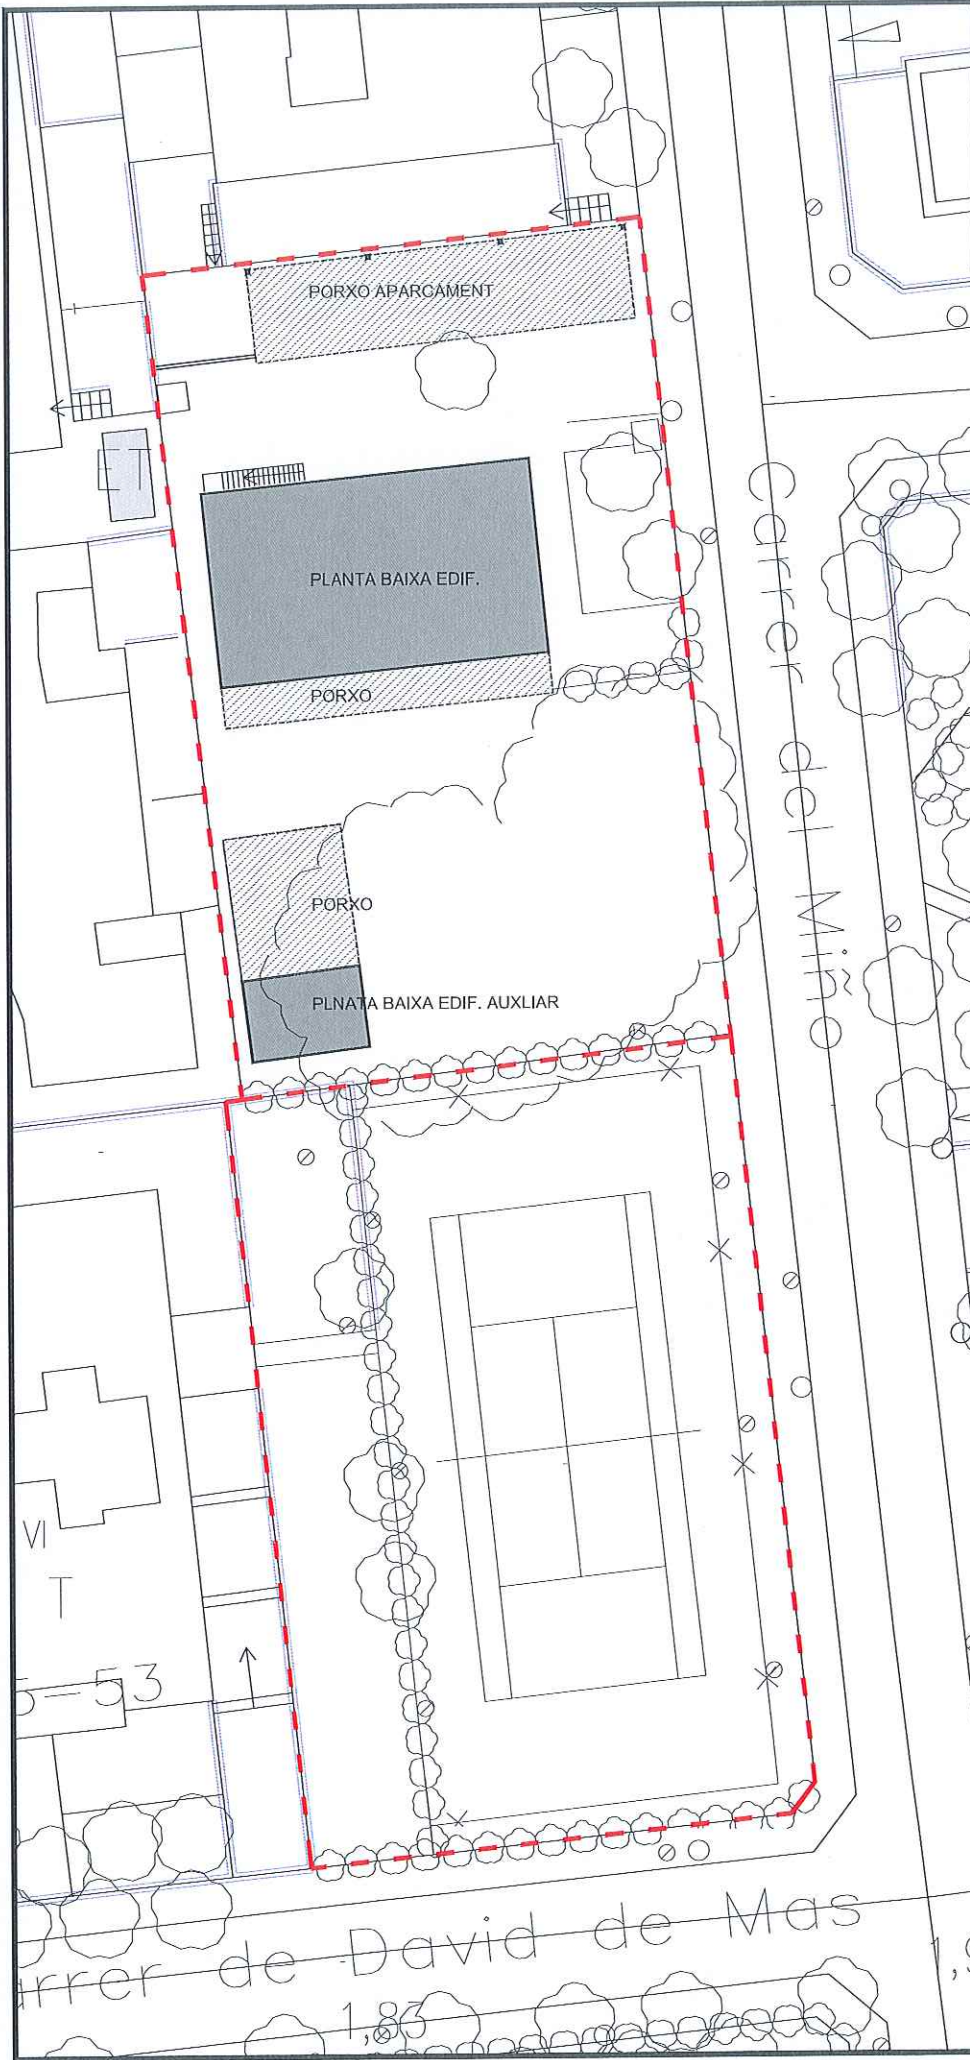 PORXO APARCAMENT
ET
PLANTA BAIXA EDIF.
PORXO
Carrer del Miño
PORXO
PLNATA BAIXA EDIF. AUXLIAR
VI
T
5-53
arrer de David de Mas
1,83